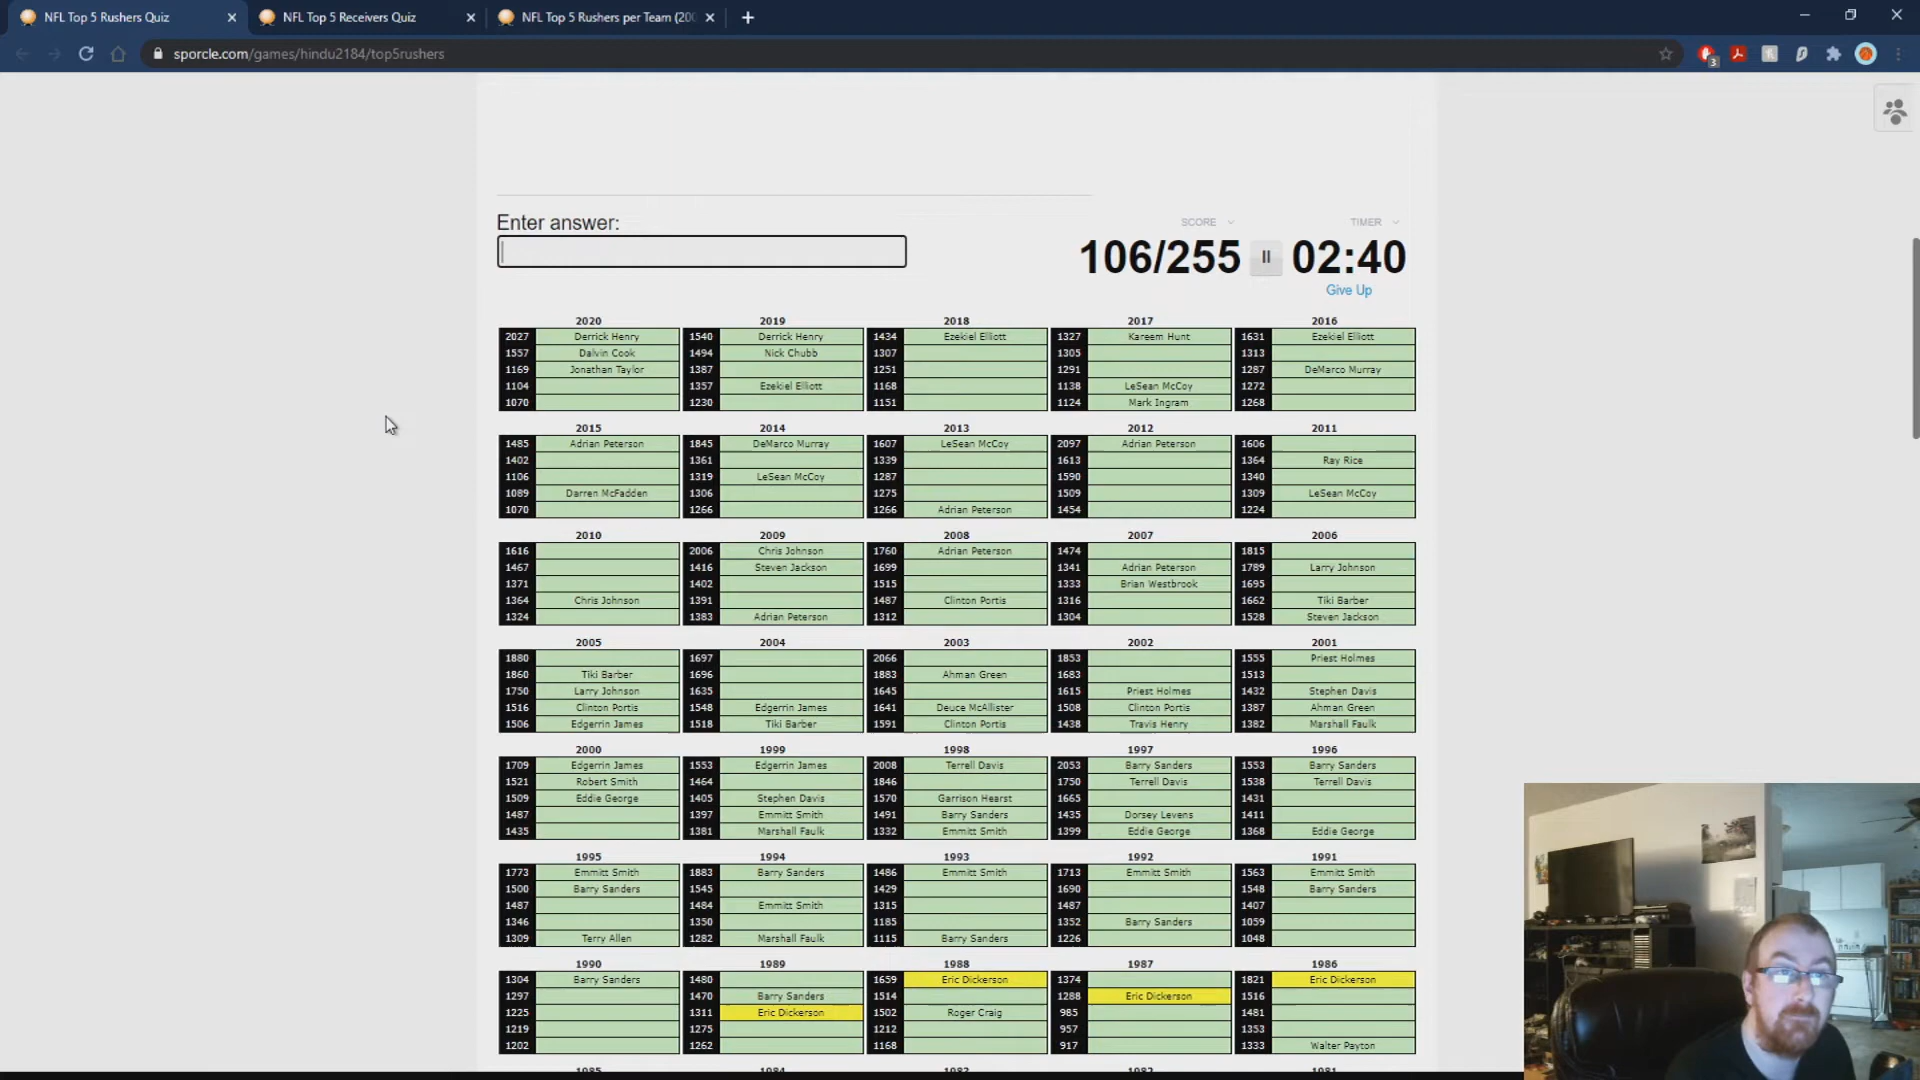 NFL Top 5 Rushers Quiz
NFL Top 5 Receivers Quiz
NFL Top 5 Rushers per Team (200
sporcle.com/games/hindu2184/top5rushers
3
Enter answer:
SCORE
TIMER
106/255
02:40
Give Up
2020 2019 2018 2017 2016
2027 Derrick Henry 1540 Derrick Henry 1434 Ezekiel Elliott 1327 Kareem Hunt 1631 Ezekiel Elliott
1557 Dalvin Cook 1494 Nick Chubb 1307 1305 1313
1169 Jonathan Taylor 1387 1251 1291 1287 DeMarco Murray
1104 1357 Ezekiel Elliott 1168 1138 LeSean McCoy 1272
1070 1230 1151 1124 Mark Ingram 1268
2015 2014 2013 2012 2011
1485 Adrian Peterson 1845 DeMarco Murray 1607 LeSean McCoy 2097 Adrian Peterson 1606
1402 1361 1339 1613 1364 Ray Rice
1106 1319 LeSean McCoy 1287 1590 1340
1089 Darren McFadden 1306 1275 1509 1309 LeSean McCoy
1070 1266 1266 Adrian Peterson 1454 1224
2010 2009 2008 2007 2006
1616 2006 Chris Johnson 1760 Adrian Peterson 1474 1815
1467 1416 Steven Jackson 1699 1341 Adrian Peterson 1789 Larry Johnson
1371 1402 1515 1333 Brian Westbrook 1695
1364 Chris Johnson 1391 1487 Clinton Portis 1316 1662 Tiki Barber
1324 1383 Adrian Peterson 1312 1304 1528 Steven Jackson
2005 2004 2003 2002 2001
1880 1697 2066 1853 1555 Priest Holmes
1860 Tiki Barber 1696 1883 Ahman Green 1683 1513
1750 Larry Johnson 1635 1645 1615 Priest Holmes 1432 Stephen Davis
1516 Clinton Portis 1548 Edgerrin James 1641 Deuce McAllister 1508 Clinton Portis 1387 Ahman Green
1506 Edgerrin James 1518 Tiki Barber 1591 Clinton Portis 1438 Travis Henry 1382 Marshall Faulk
2000 1999 1998 1997 1996
1709 Edgerrin James 1553 Edgerrin James 2008 Terrell Davis 2053 Barry Sanders 1553 Barry Sanders
1521 Robert Smith 1464 1846 1750 Terrell Davis 1538 Terrell Davis
1509 Eddie George 1405 Stephen Davis 1570 Garrison Hearst 1665 1431
1487 1397 Emmitt Smith 1491 Barry Sanders 1435 Dorsey Levens 1411
1435 1381 Marshall Faulk 1332 Emmitt Smith 1399 Eddie George 1368 Eddie George
1995 1994 1993 1992 1991
1773 Emmitt Smith 1883 Barry Sanders 1486 Emmitt Smith 1713 Emmitt Smith 1563 Emmitt Smith
1500 Barry Sanders 1545 1429 1690 1548 Barry Sanders
1487 1484 Emmitt Smith 1315 1487 1407
1346 1350 1185 1352 Barry Sanders 1059
1309 Terry Allen 1282 Marshall Faulk 1115 Barry Sanders 1226 1048
1990 1989 1988 1987 1986
1304 Barry Sanders 1480 1659 Eric Dickerson 1374 1821 Eric Dickerson
1297 1470 Barry Sanders 1514 1288 Eric Dickerson 1516
1225 1311 Eric Dickerson 1502 Roger Craig 985 1481
1219 1275 1212 957 1353
1202 1262 1168 917 1333 Walter Payton